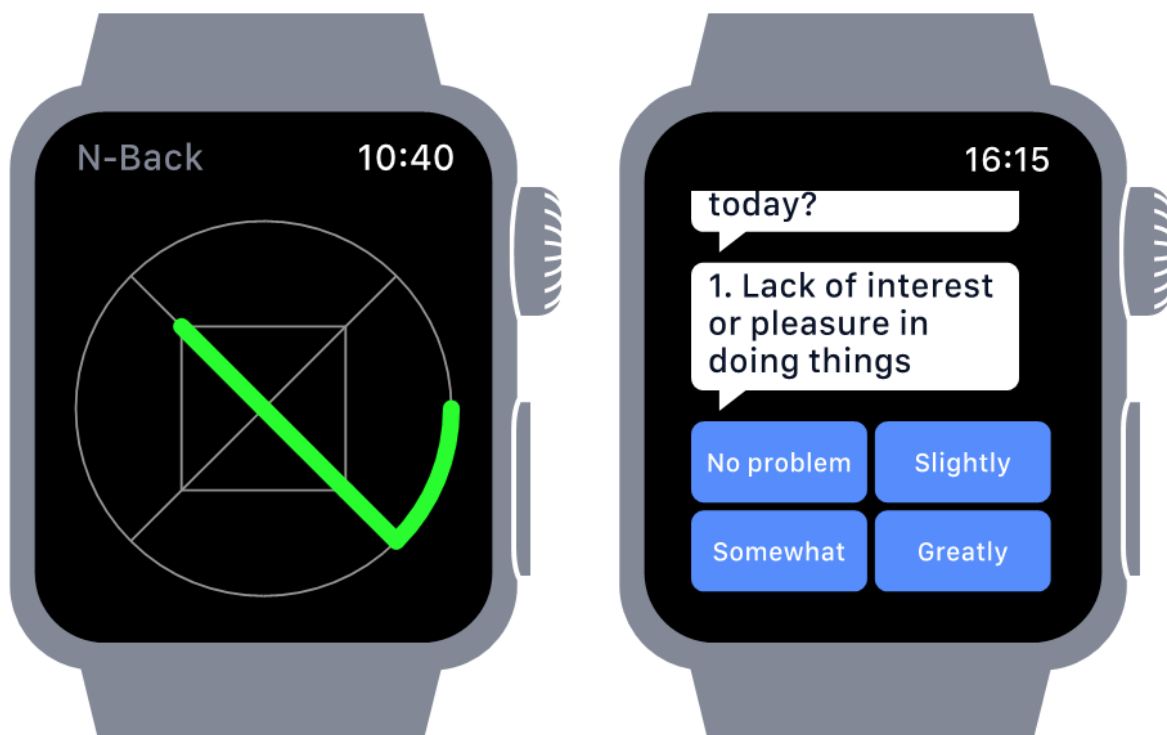 N-Back 10:40
16:15
today?
1. Lack of interest
or pleasure in
doing things
No problem Slightly
Somewhat Greatly